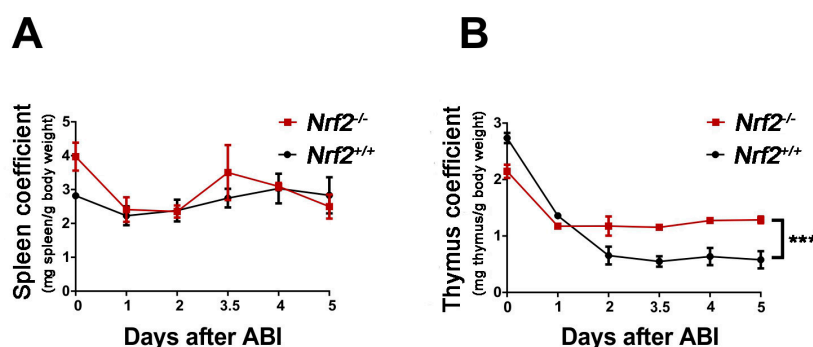 A
Spleen coefficient
(mg spleen/g body weight)
5
4
3
2
1
0
Nrf2-/-
Nrf2+/+
0 1 2 3.5 4 5
Days after ABI
B
Thymus coefficient
(mg thymus/g body weight)
3
2
1
0
Nrf2-/-
Nrf2+/+
***
0 1 2 3.5 4 5
Days after ABI